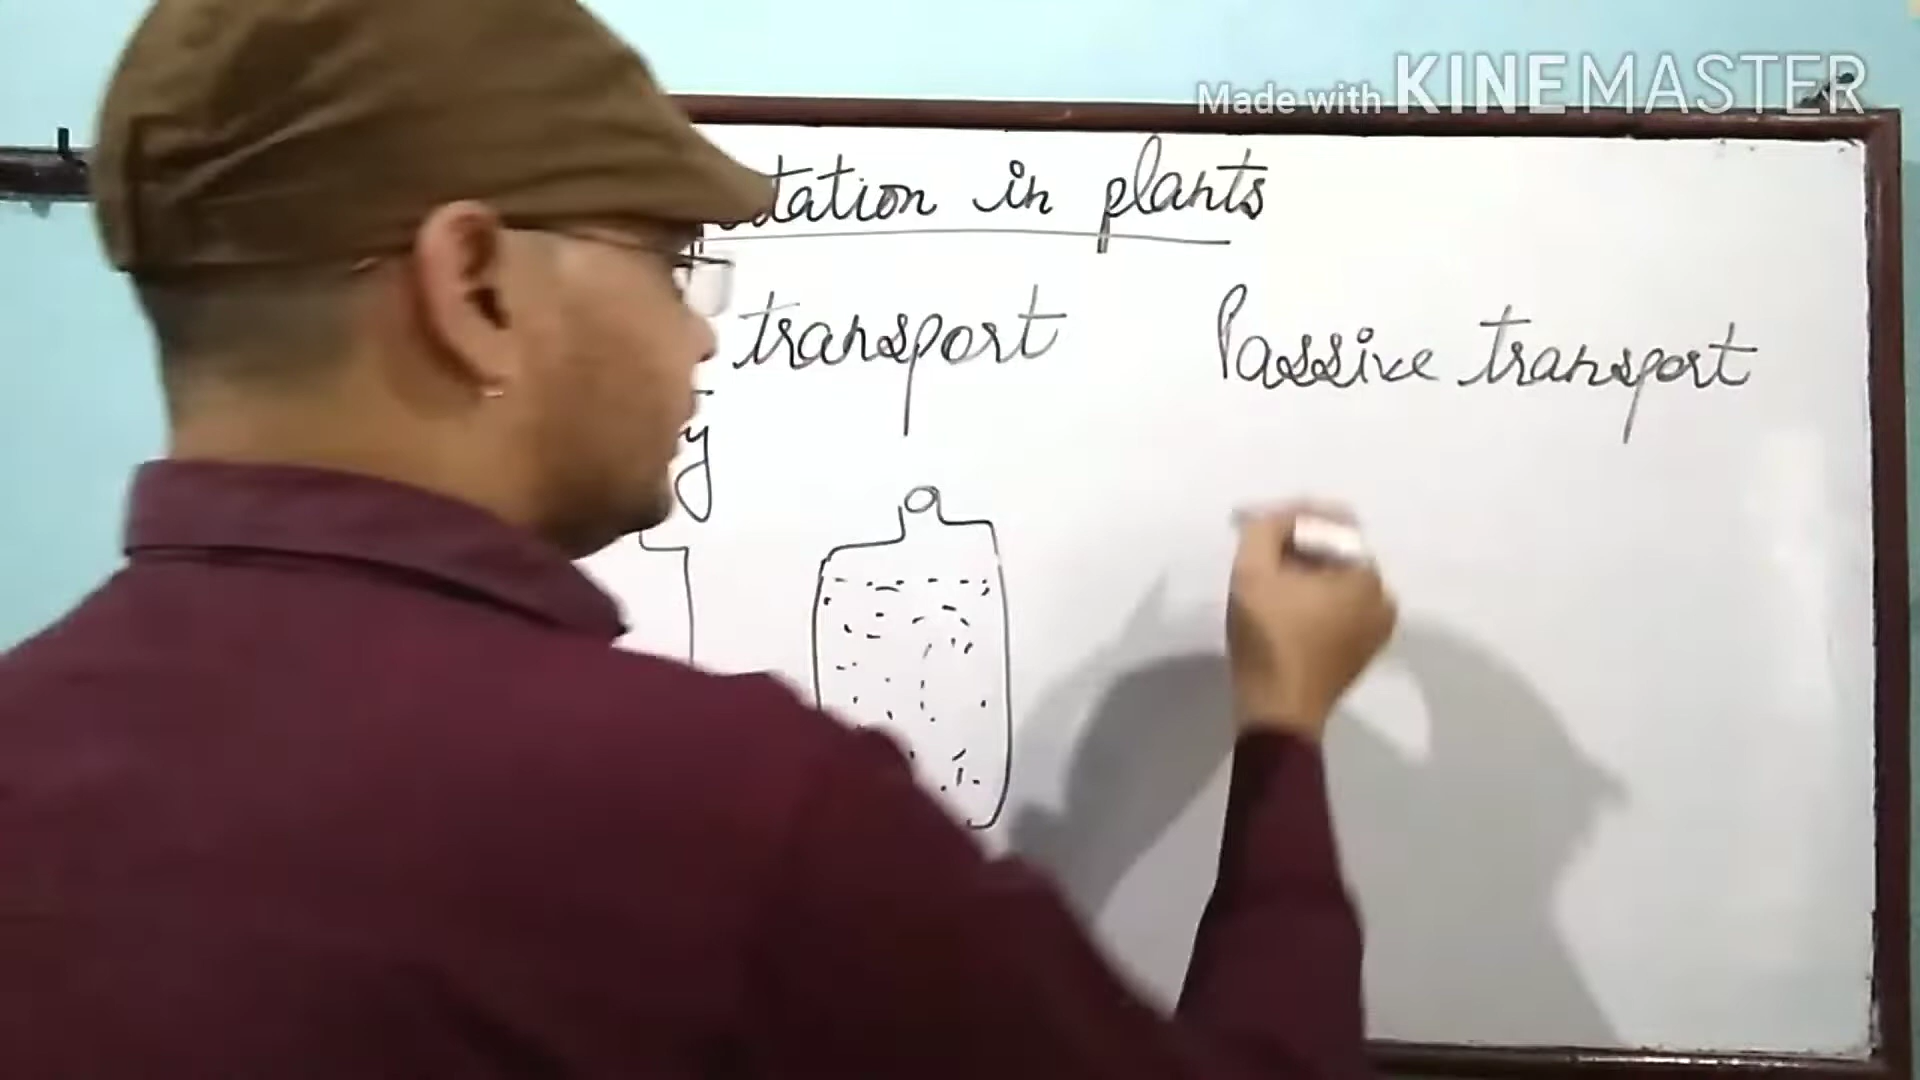 Made with KINEMASTER
tation in plants
transport
Passive transport
y